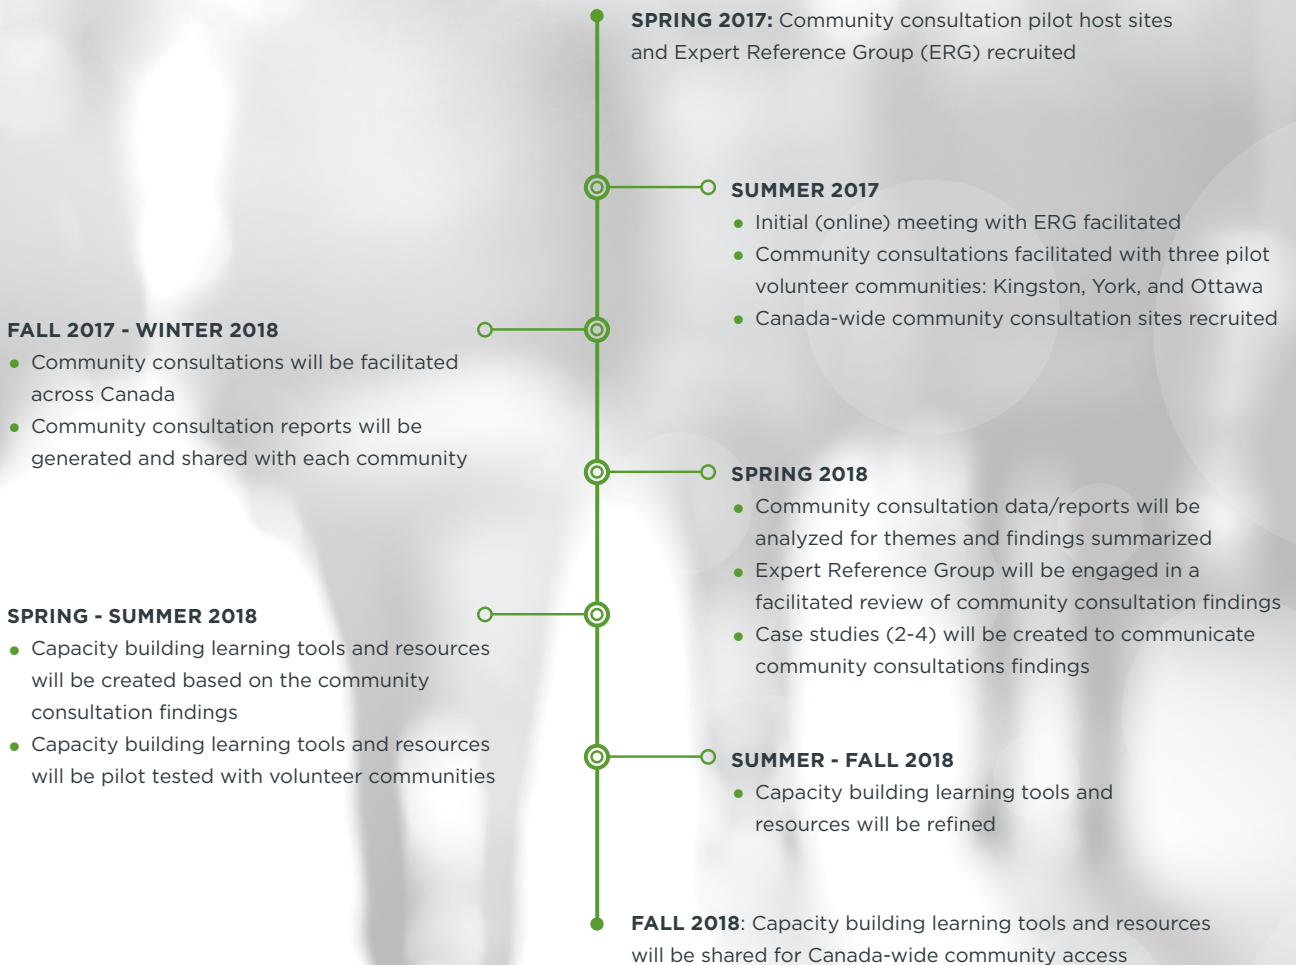 SPRING 2017: Community consultation pilot host sites
and Expert Reference Group (ERG) recruited
SUMMER 2017
● Initial (online) meeting with ERG facilitated
● Community consultations facilitated with three pilot
volunteer communities: Kingston, York, and Ottawa
● Canada-wide community consultation sites recruited
FALL 2017 - WINTER 2018
● Community consultations will be facilitated
across Canada
● Community consultation reports will be
generated and shared with each community
SPRING 2018
● Community consultation data/reports will be
analyzed for themes and findings summarized
● Expert Reference Group will be engaged in a
facilitated review of community consultation findings
● Case studies (2-4) will be created to communicate
community consultations findings
SPRING - SUMMER 2018
● Capacity building learning tools and resources
will be created based on the community
consultation findings
● Capacity building learning tools and resources
will be pilot tested with volunteer communities
SUMMER - FALL 2018
● Capacity building learning tools and
resources will be refined
FALL 2018: Capacity building learning tools and resources
will be shared for Canada-wide community access